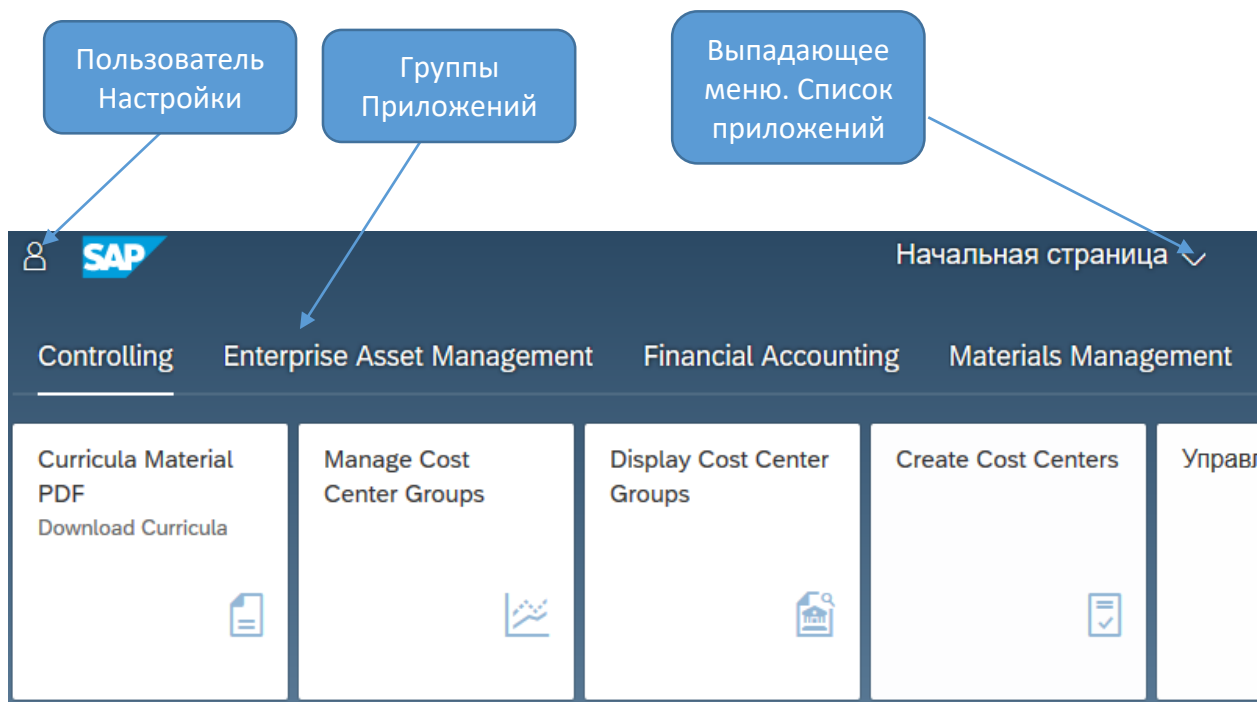 Пользователь
Настройки
Группы
Приложений
Выпадающее
меню. Список
приложений
SAP
Начальная страница
Controlling
Enterprise Asset Management
Financial Accounting
Materials Management
Curricula Material
PDF
Download Curricula
Manage Cost
Center Groups
Display Cost Center
Groups
Create Cost Centers